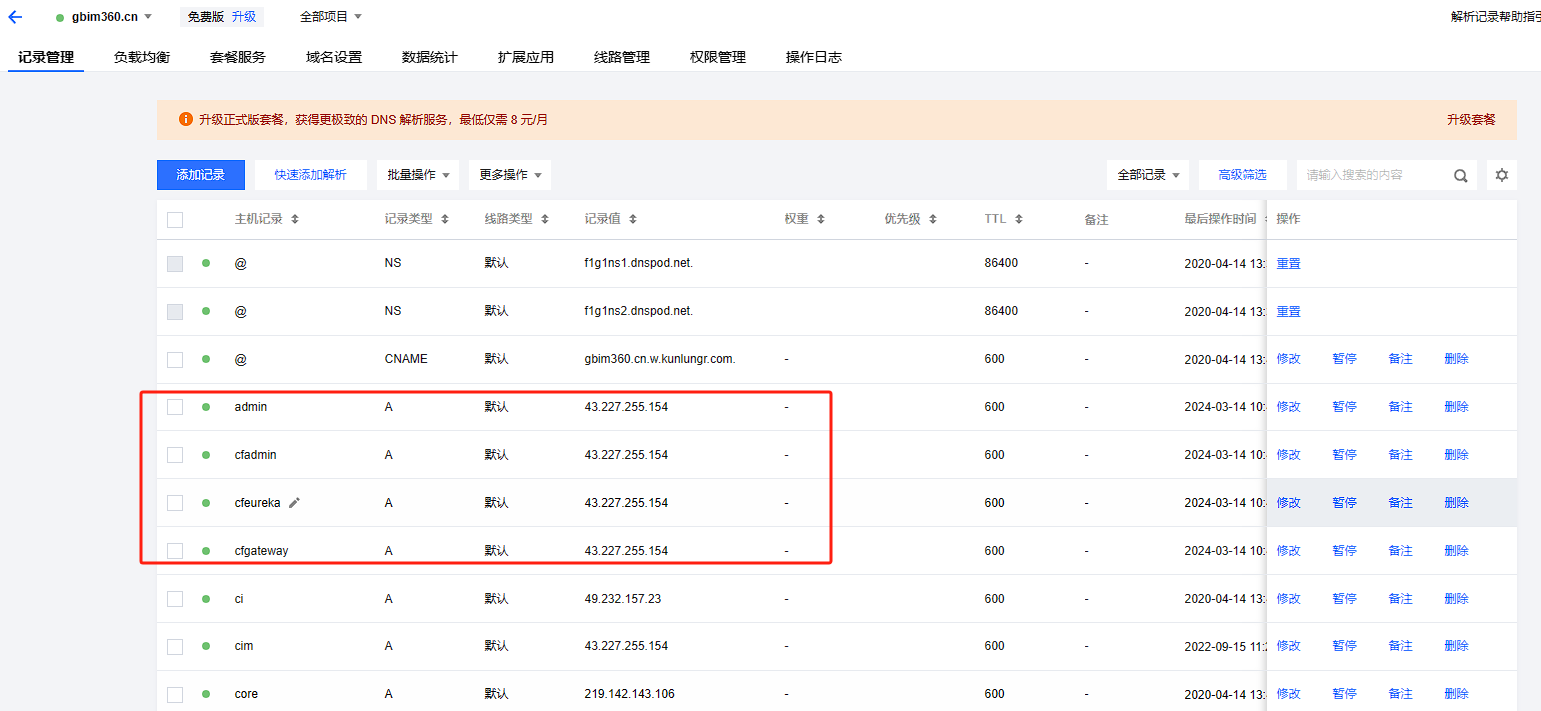 gbim360.cn 免费版 升级 全部项目 解析记录帮助指引
记录管理 负载均衡 套餐服务 域名设置 数据统计 扩展应用 线路管理 权限管理 操作日志
升级正式版套餐，获得更极致的 DNS 解析服务，最低仅需 8 元/月 升级套餐
添加记录 快速添加解析 批量操作 更多操作 全部记录 高级筛选 请输入搜索的内容
主机记录 记录类型 线路类型 记录值 权重 优先级 TTL 备注 最后操作时间 操作
@ NS 默认 f1g1ns1.dnspod.net. 86400 - 2020-04-14 13: 重置
@ NS 默认 f1g1ns2.dnspod.net. 86400 - 2020-04-14 13: 重置
@ CNAME 默认 gbim360.cn.w.kunlungr.com. - 600 - 2020-04-14 13: 修改 暂停 备注 删除
admin A 默认 43.227.255.154 - 600 - 2024-03-14 10: 修改 暂停 备注 删除
cfadmin A 默认 43.227.255.154 - 600 - 2024-03-14 10: 修改 暂停 备注 删除
cfeureka A 默认 43.227.255.154 - 600 - 2024-03-14 10: 修改 暂停 备注 删除
cfgateway A 默认 43.227.255.154 - 600 - 2024-03-14 10: 修改 暂停 备注 删除
ci A 默认 49.232.157.23 - 600 - 2020-04-14 13: 修改 暂停 备注 删除
cim A 默认 43.227.255.154 - 600 - 2022-09-15 11: 修改 暂停 备注 删除
core A 默认 219.142.143.106 - 600 - 2020-04-14 13: 修改 暂停 备注 删除